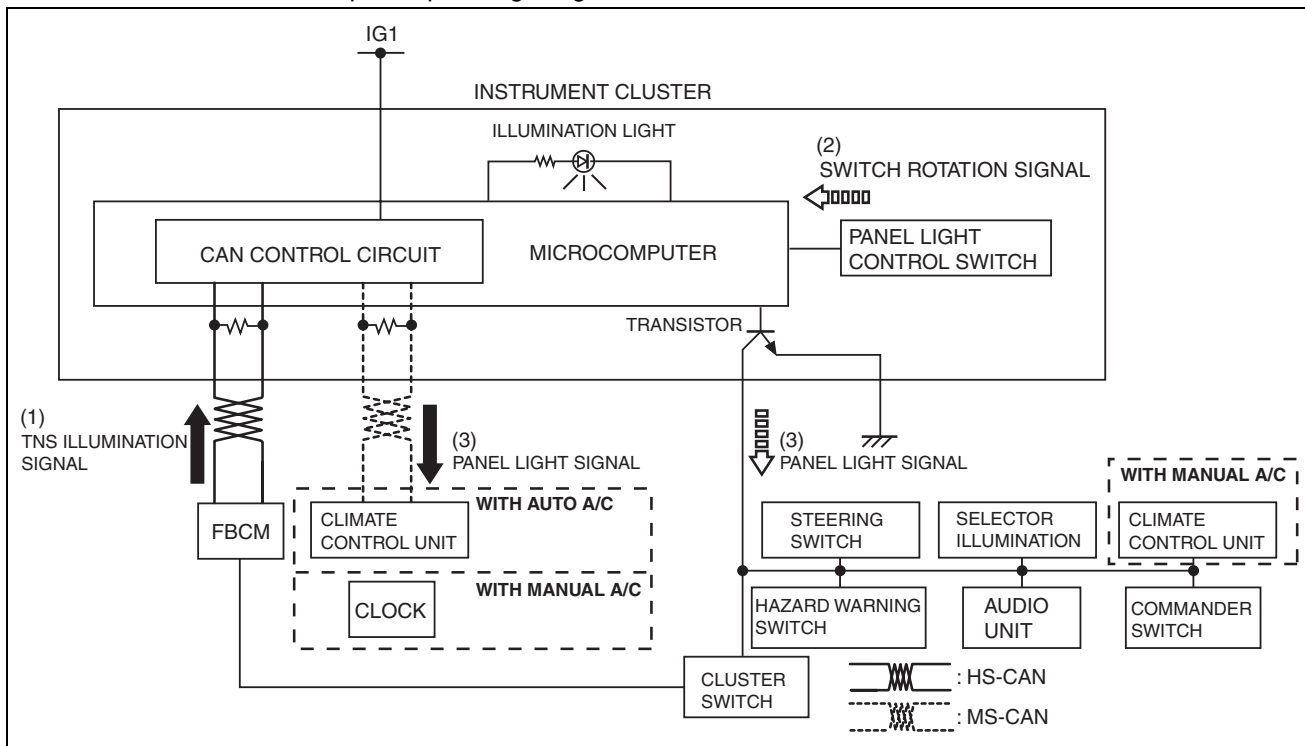 IG1
INSTRUMENT CLUSTER
ILLUMINATION LIGHT
(2)
SWITCH ROTATION SIGNAL
CAN CONTROL CIRCUIT
MICROCOMPUTER
PANEL LIGHT
CONTROL SWITCH
TRANSISTOR
(1)
TNS ILLUMINATION
SIGNAL
(3)
PANEL LIGHT SIGNAL
(3)
PANEL LIGHT SIGNAL
WITH MANUAL A/C
FBCM
WITH AUTO A/C
CLIMATE
CONTROL UNIT
STEERING
SWITCH
SELECTOR
ILLUMINATION
CLIMATE
CONTROL UNIT
WITH MANUAL A/C
CLOCK
HAZARD WARNING
SWITCH
AUDIO
UNIT
COMMANDER
SWITCH
CLUSTER
SWITCH
: HS-CAN
: MS-CAN